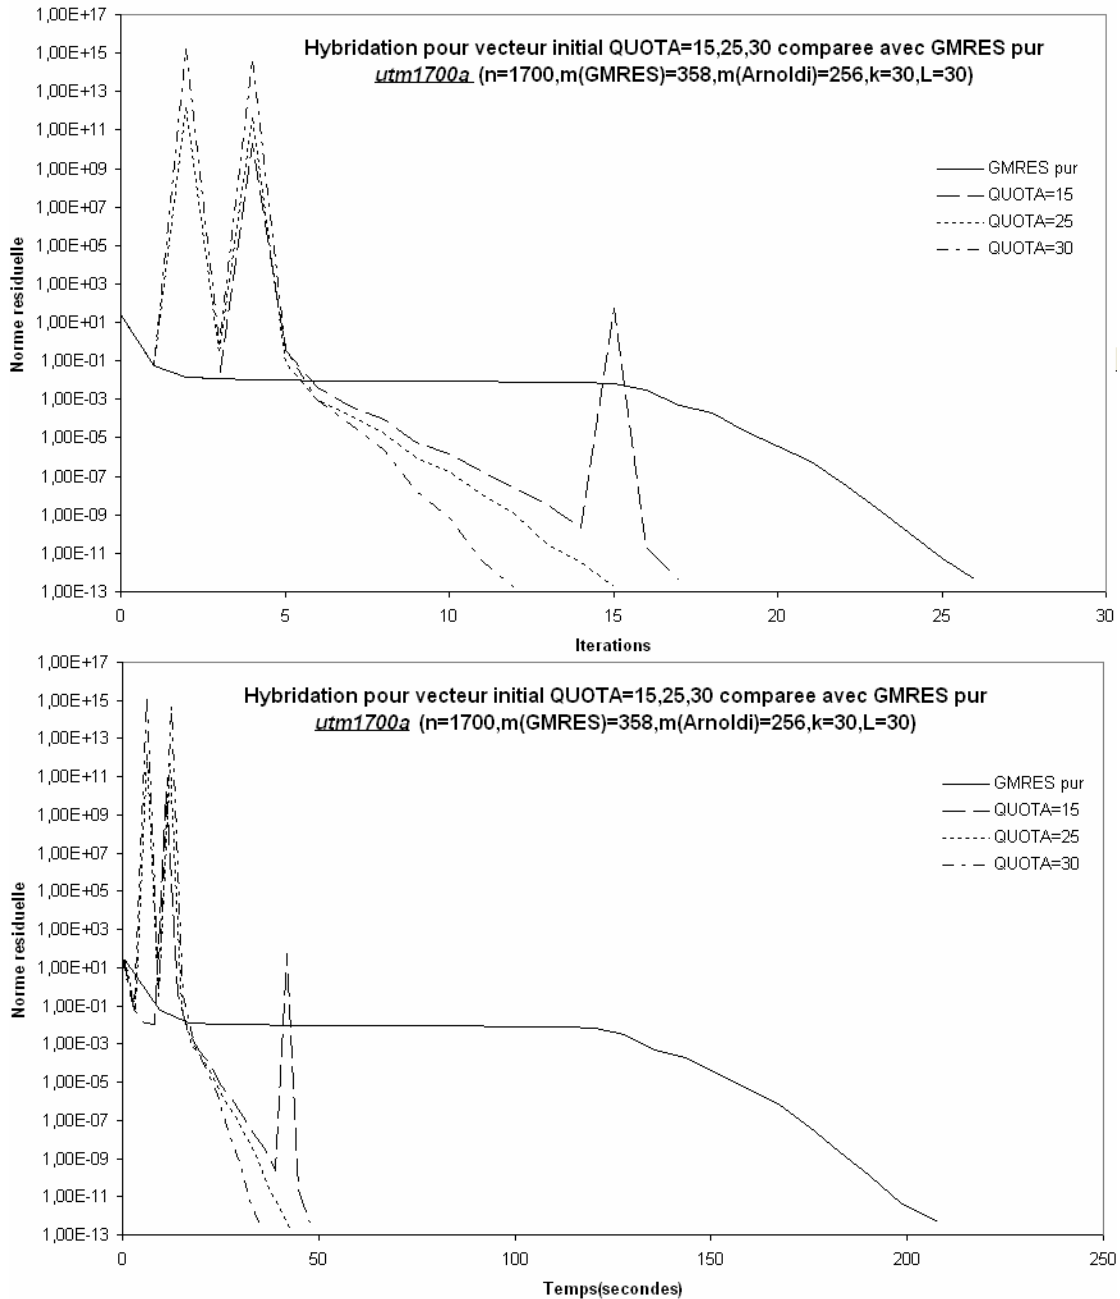 1,00E+17
1,00E+15
1,00E+13
1,00E+11
1,00E+09
1,00E+07
1,00E+05
1,00E+03
1,00E+01
1,00E-01
1,00E-03
1,00E-05
1,00E-07
1,00E-09
1,00E-11
1,00E-13
Norme residuelle
Hybridation pour vecteur initial QUOTA=15,25,30 comparee avec GMRES pur
utm1700a (n=1700,m(GMRES)=358,m(Arnoldi)=256,k=30,L=30)
GMRES pur
QUOTA=15
QUOTA=25
QUOTA=30
0 5 10 15 20 25 30
Iterations
1,00E+17
1,00E+15
1,00E+13
1,00E+11
1,00E+09
1,00E+07
1,00E+05
1,00E+03
1,00E+01
1,00E-01
1,00E-03
1,00E-05
1,00E-07
1,00E-09
1,00E-11
1,00E-13
Norme residuelle
Hybridation pour vecteur initial QUOTA=15,25,30 comparee avec GMRES pur
utm1700a (n=1700,m(GMRES)=358,m(Arnoldi)=256,k=30,L=30)
GMRES pur
QUOTA=15
QUOTA=25
QUOTA=30
0 50 100 150 200 250
Temps(secondes)